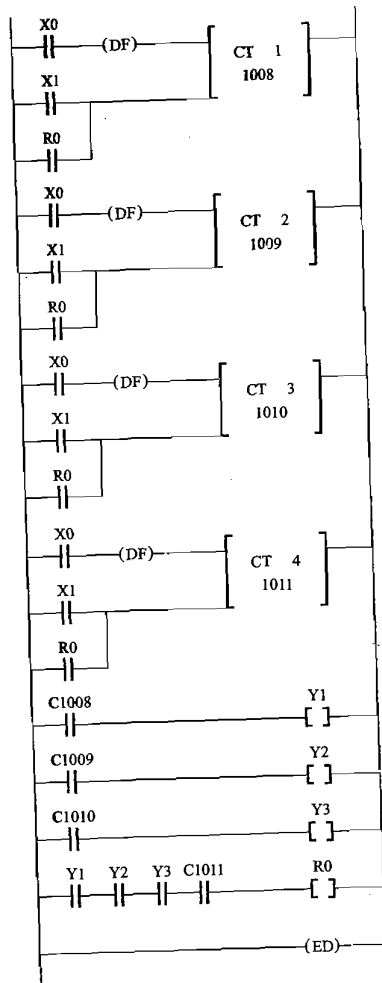 X0
(DF)
CT 1
1008
X1
R0
X0
(DF)
CT 2
1009
X1
R0
X0
(DF)
CT 3
1010
X1
R0
X0
(DF)
CT 4
1011
X1
R0
C1008
Y1
C1009
Y2
C1010
Y3
Y1 Y2 Y3 C1011
R0
(ED)